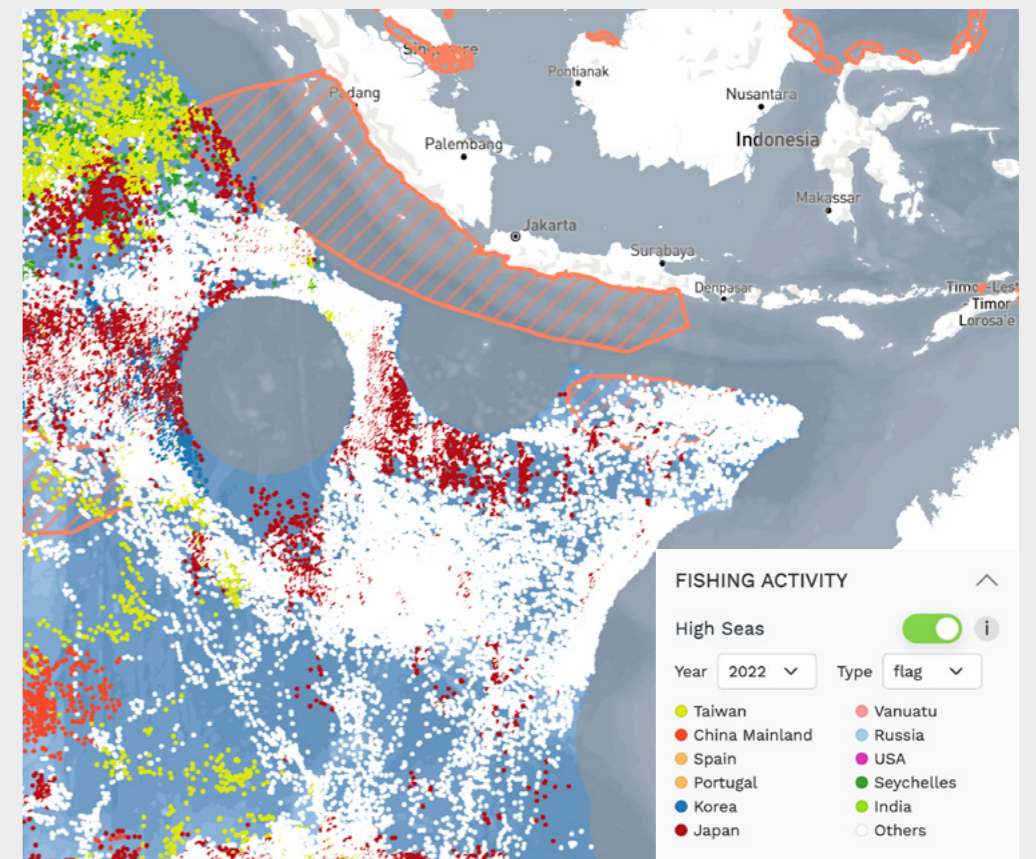 Singapore
Padang
Pontianak
Nusantara
Indonesia
Palembang
Makassar
Jakarta
Surabaya
Denpasar
Timor-Lest
- Timor
Lorosa'e
FISHING ACTIVITY
High Seas
i
Year 2022 Type flag
Taiwan Vanuatu
China Mainland Russia
Spain USA
Portugal Seychelles
Korea India
Japan Others